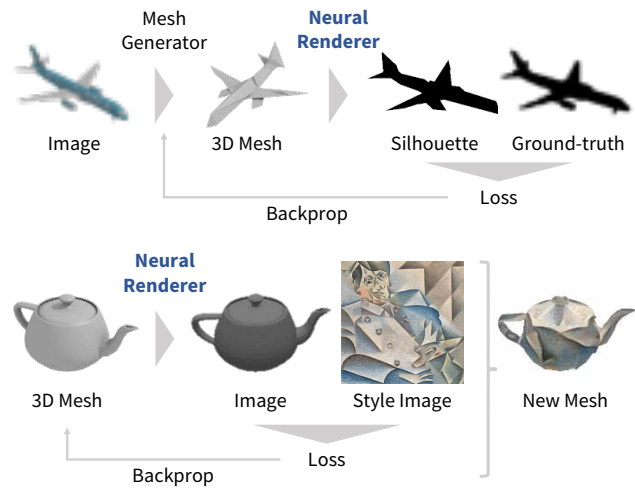 Mesh
Generator
Neural
Renderer
Image
3D Mesh
Silhouette
Ground-truth
Loss
Backprop
Neural
Renderer
3D Mesh
Image
Style Image
New Mesh
Loss
Backprop